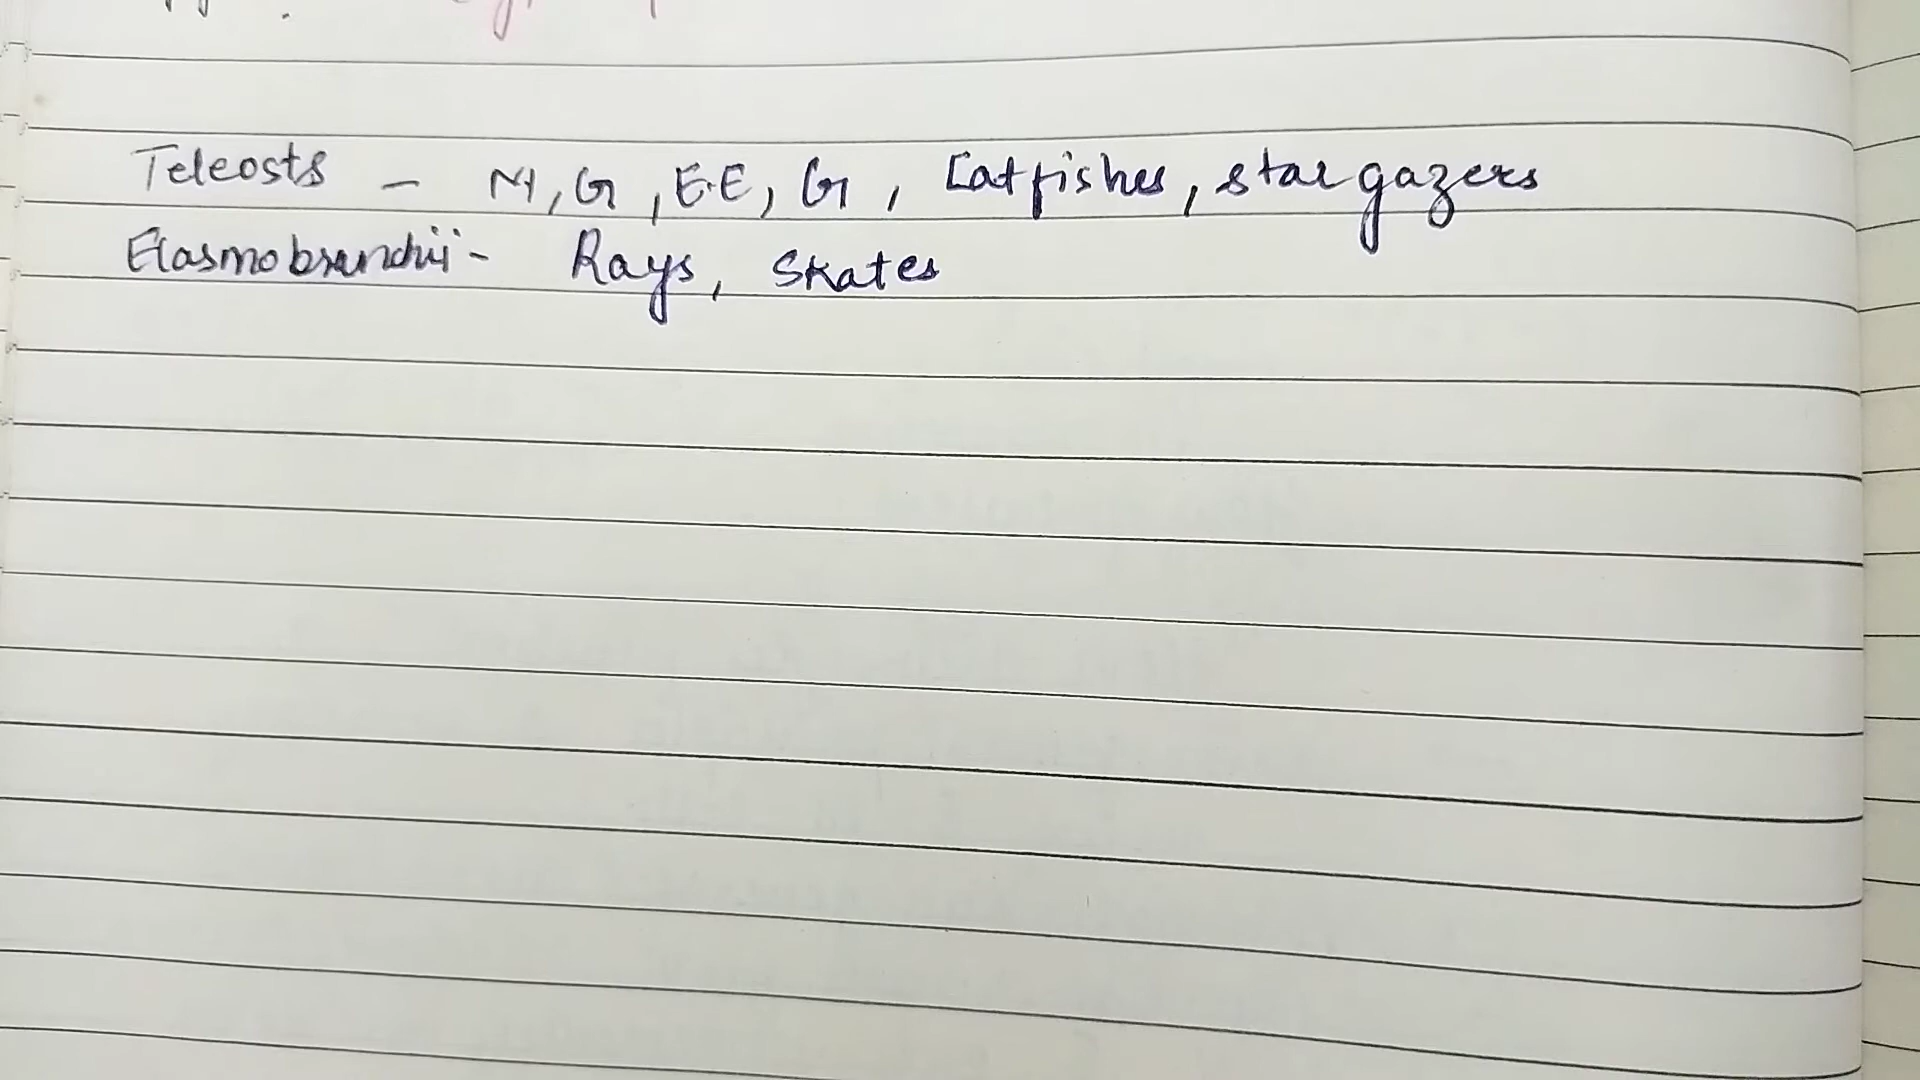 Teleosts - M, G, E.E, G, Catfishes, stargazers
Elasmobranchii - Rays, Skates